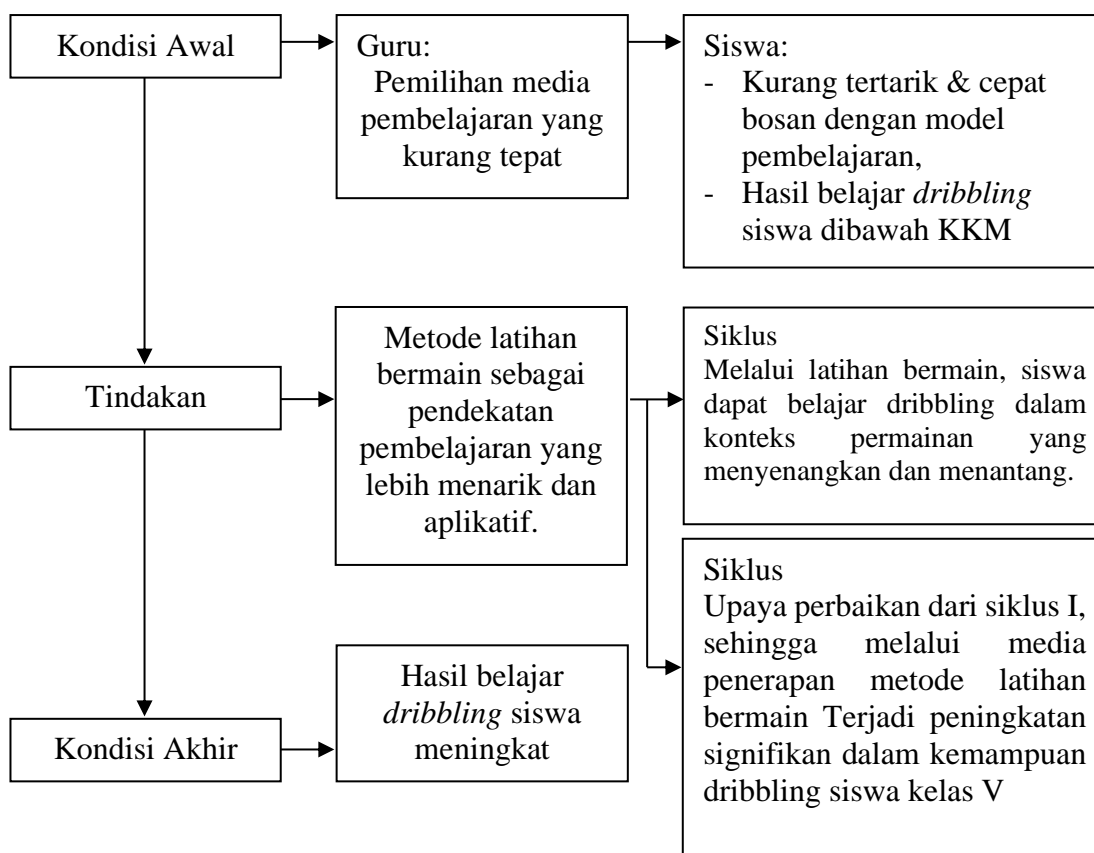 Kondisi Awal
Guru:
Pemilihan media
pembelajaran yang
kurang tepat
Siswa:
- Kurang tertarik & cepat
bosan dengan model
pembelajaran,
- Hasil belajar dribbling
siswa dibawah KKM
Tindakan
Metode latihan
bermain sebagai
pendekatan
pembelajaran yang
lebih menarik dan
aplikatif.
Siklus
Melalui latihan bermain, siswa
dapat belajar dribbling dalam
konteks permainan yang
menyenangkan dan menantang.
Siklus
Upaya perbaikan dari siklus I,
sehingga melalui media
penerapan metode latihan
bermain Terjadi peningkatan
signifikan dalam kemampuan
dribbling siswa kelas V
Kondisi Akhir
Hasil belajar
dribbling siswa
meningkat